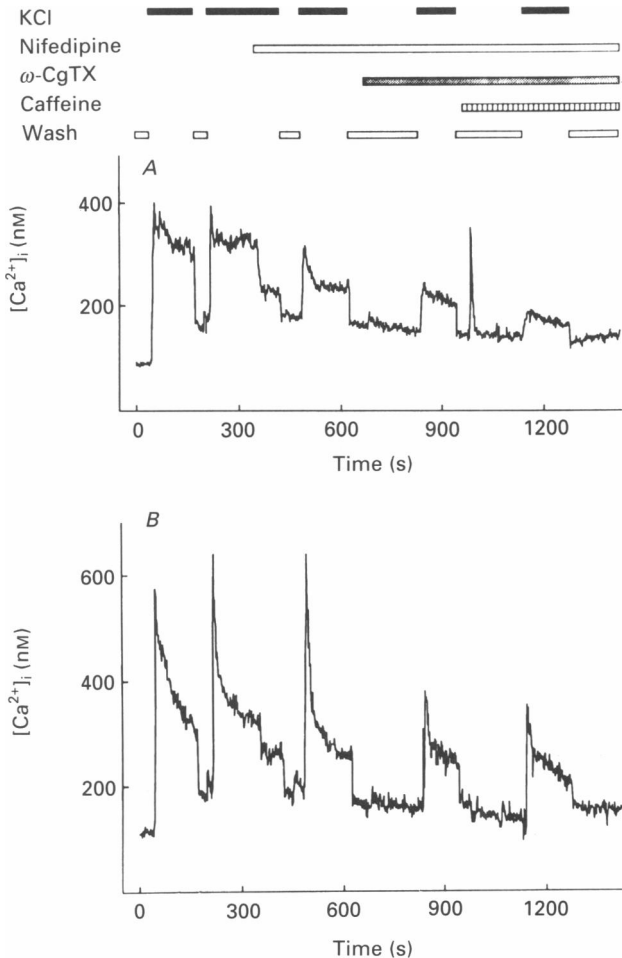 KCl
Nifedipine
ω-CgTX
Caffeine
Wash
A
400
200
[Ca²⁺]ᵢ (nM)
0 300 600 900 1200
Time (s)
B
600
400
200
[Ca²⁺]ᵢ (nM)
0 300 600 900 1200
Time (s)